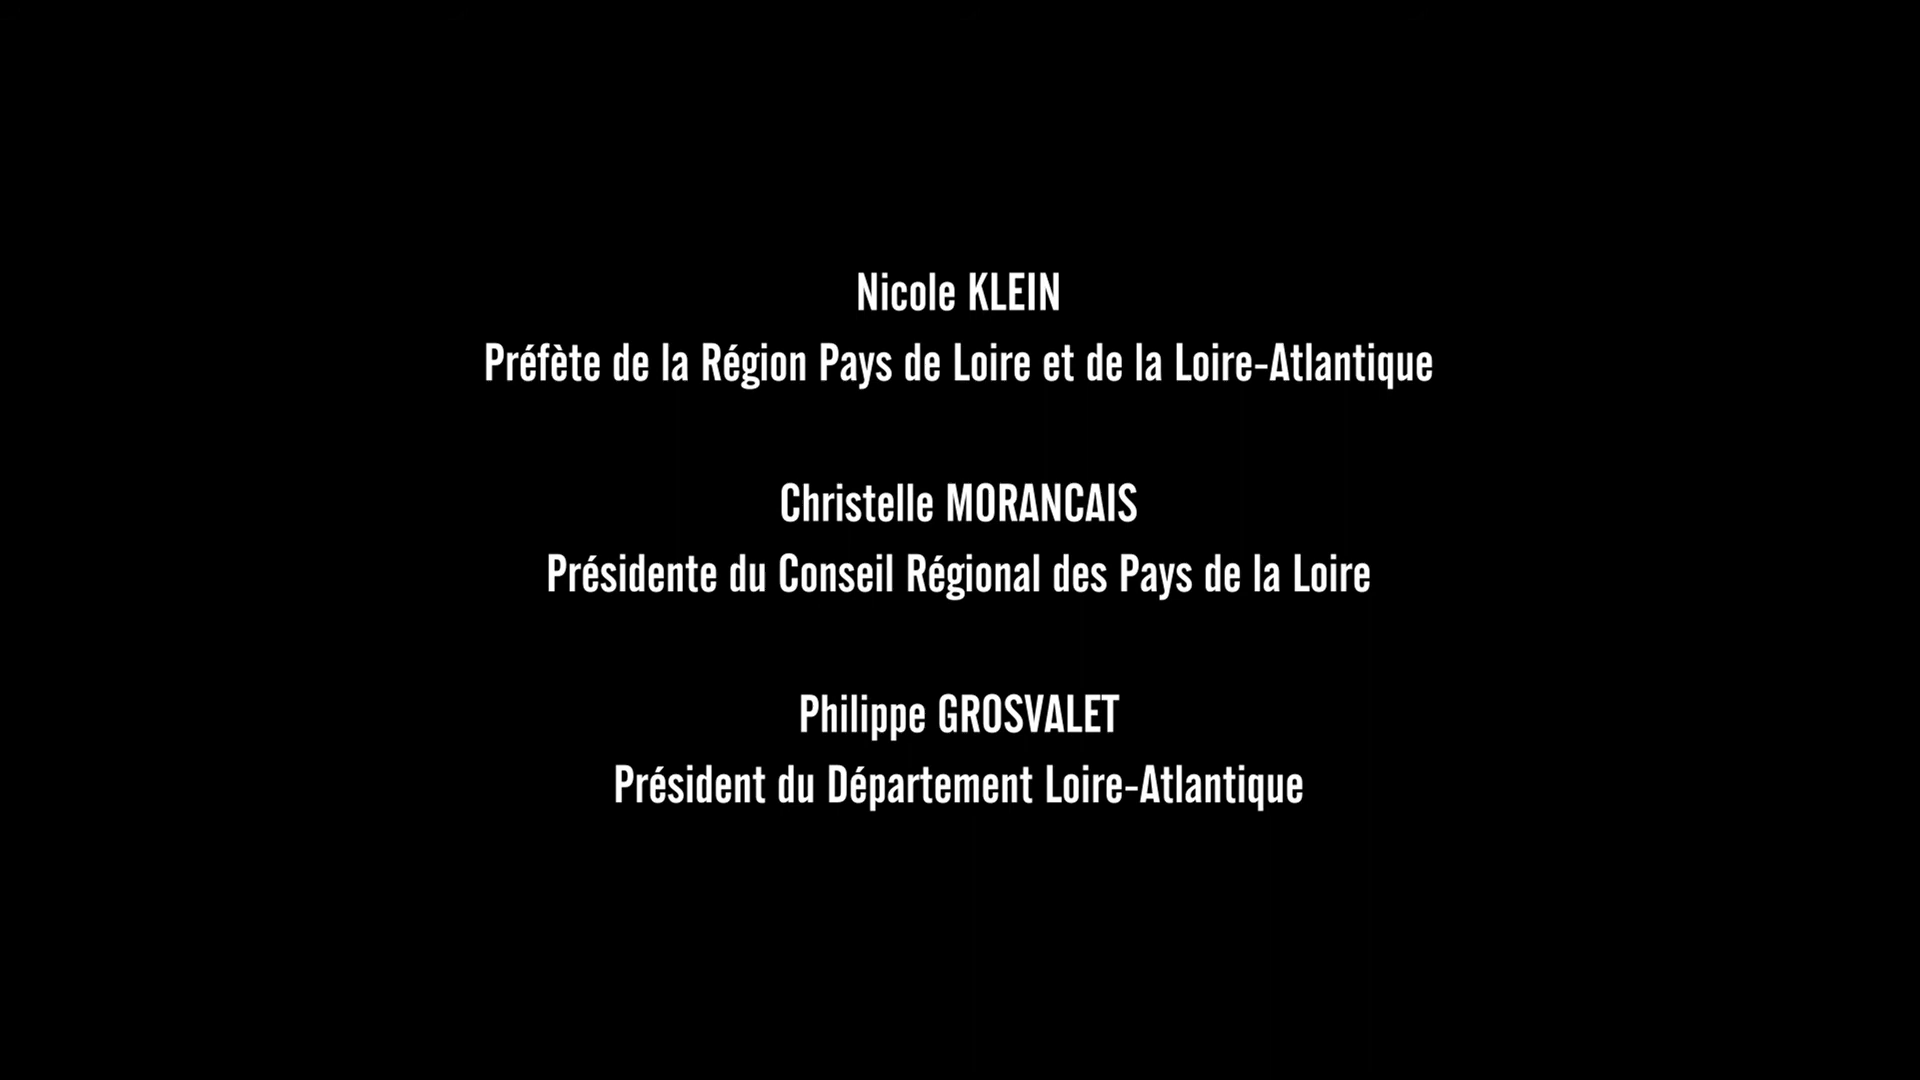 Nicole KLEIN
Préfète de la Région Pays de Loire et de la Loire-Atlantique
Christelle MORANCAIS
Présidente du Conseil Régional des Pays de la Loire
Philippe GROSVALET
Président du Département Loire-Atlantique